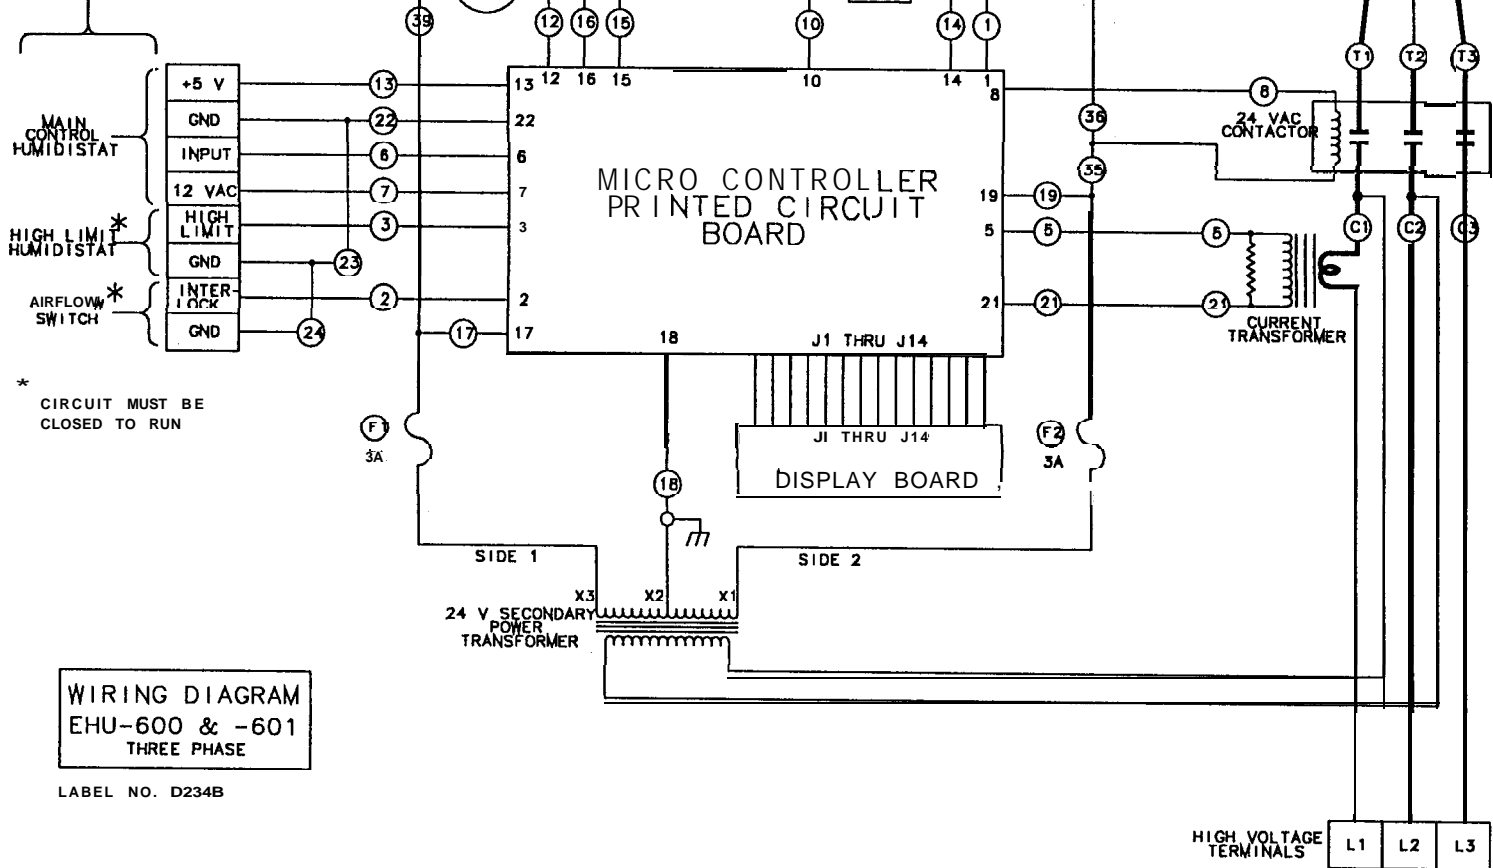 39
12
16
15
10
14
1
T1
T2
T3
+5 V
13
13
12
16
15
10
14
1
8
8
GND
22
22
36
24 VAC
CONTACTOR
MAIN
CONTROL
HUMIDISTAT
INPUT
6
6
35
12 VAC
7
7
MICRO CONTROLLER
PRINTED CIRCUIT
BOARD
19
19
HIGH
LIMIT
3
3
5
5
5
C1
C2
C3
HIGH LIMIT *
HUMIDISTAT
GND
23
AIRFLOW *
SWITCH
INTER-
LOCK
2
2
21
21
21
GND
24
17
17
18
J1 THRU J14
CURRENT
TRANSFORMER
*
CIRCUIT MUST BE
CLOSED TO RUN
F1
3A
J1 THRU J14
F2
3A
DISPLAY BOARD
18
SIDE 1
SIDE 2
X3
X2
X1
24 V SECONDARY
POWER
TRANSFORMER
WIRING DIAGRAM
EHU-600 & -601
THREE PHASE
LABEL NO. D234B
HIGH VOLTAGE
TERMINALS
L1
L2
L3